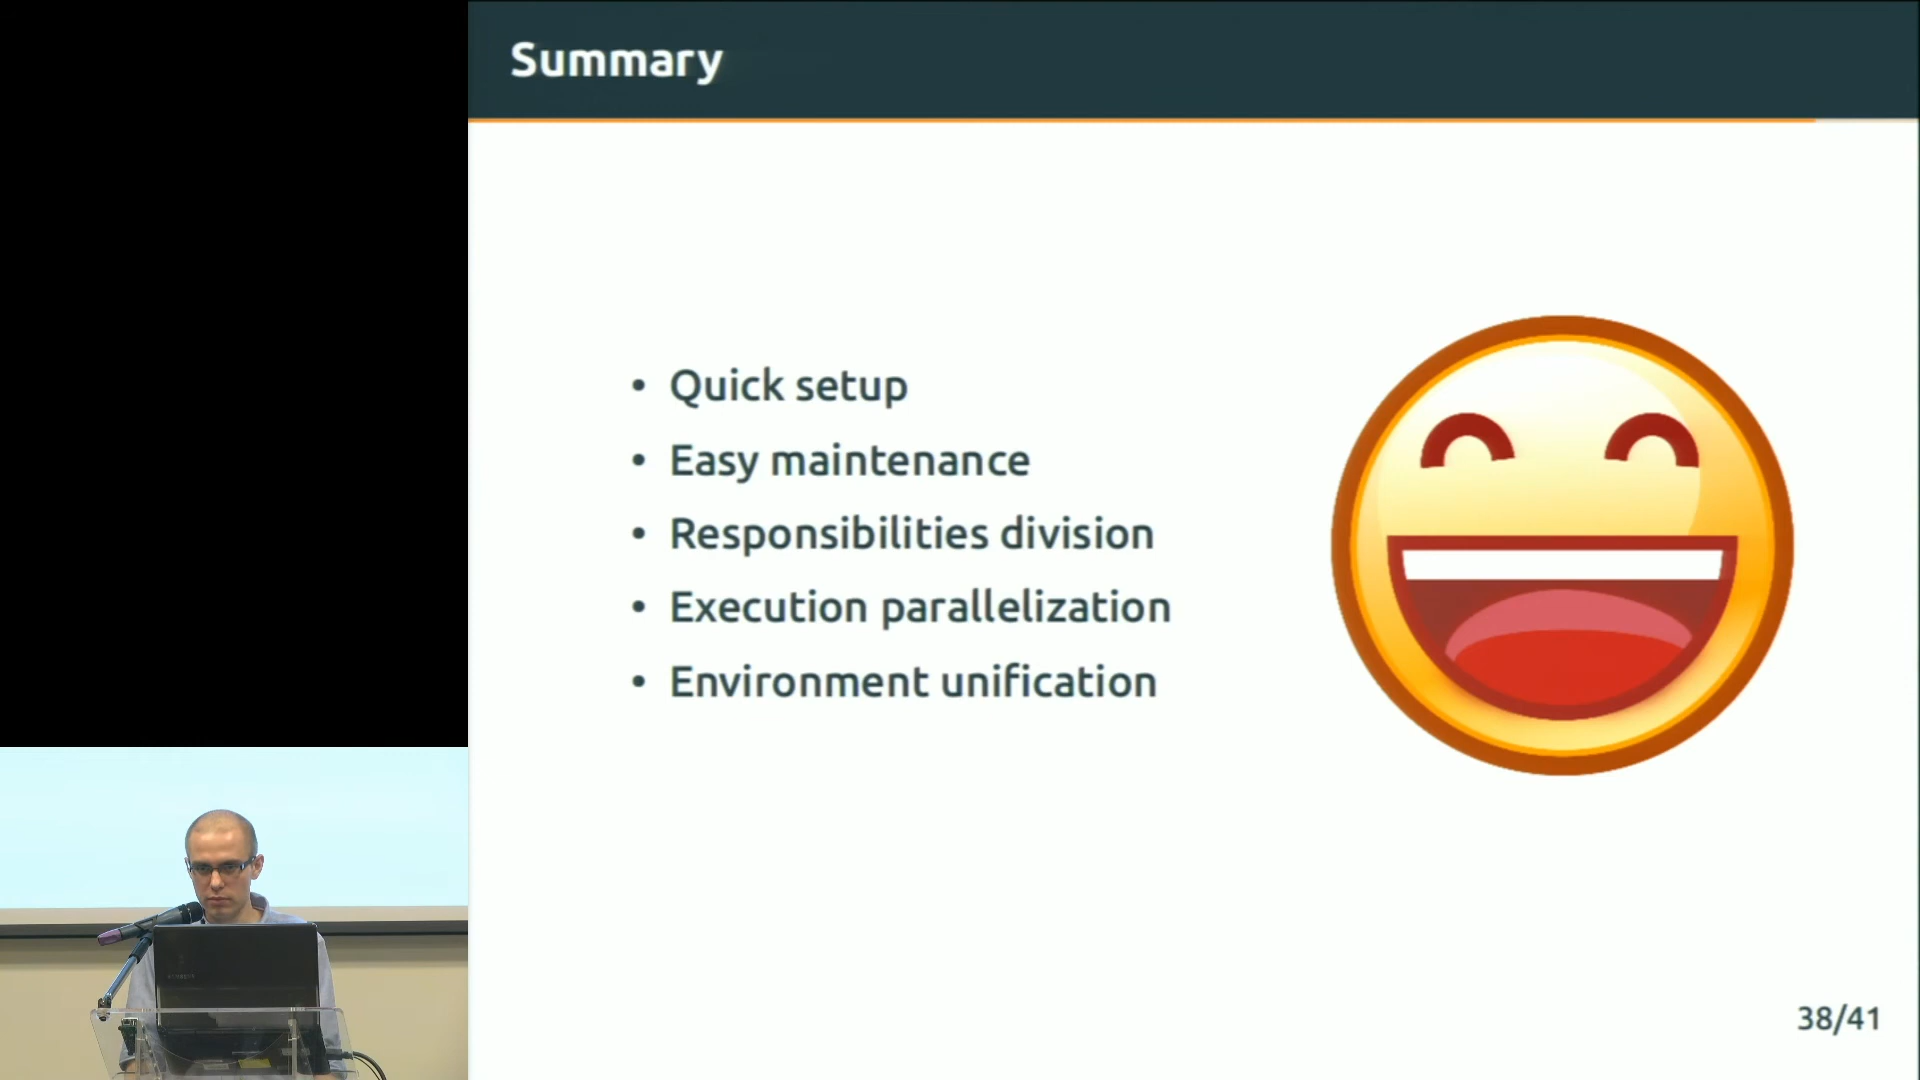 Summary
• Quick setup
• Easy maintenance
• Responsibilities division
• Execution parallelization
• Environment unification
38/41